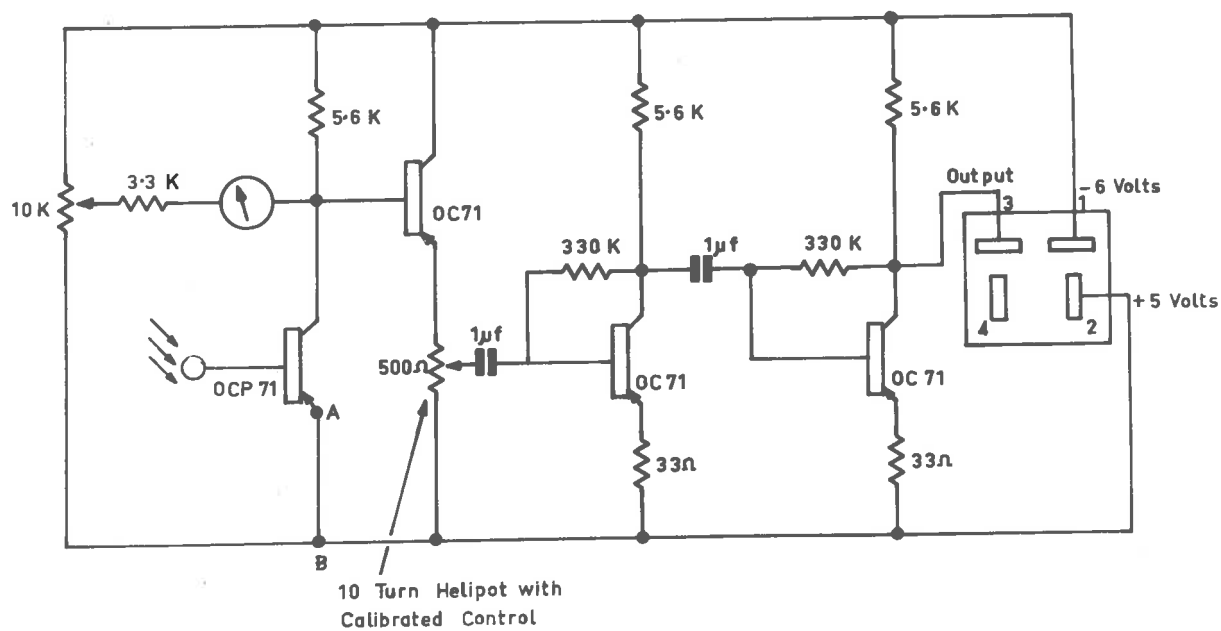 5·6 K
5·6 K
5·6 K
10 K
3·3 K
OC71
Output
3
- 6 Volts
1
330 K
1µf
330 K
4
2
+ 5 Volts
1µf
500Ω
OCP 71
A
OC 71
OC 71
33Ω
33Ω
B
10 Turn Helipot with
Calibrated Control